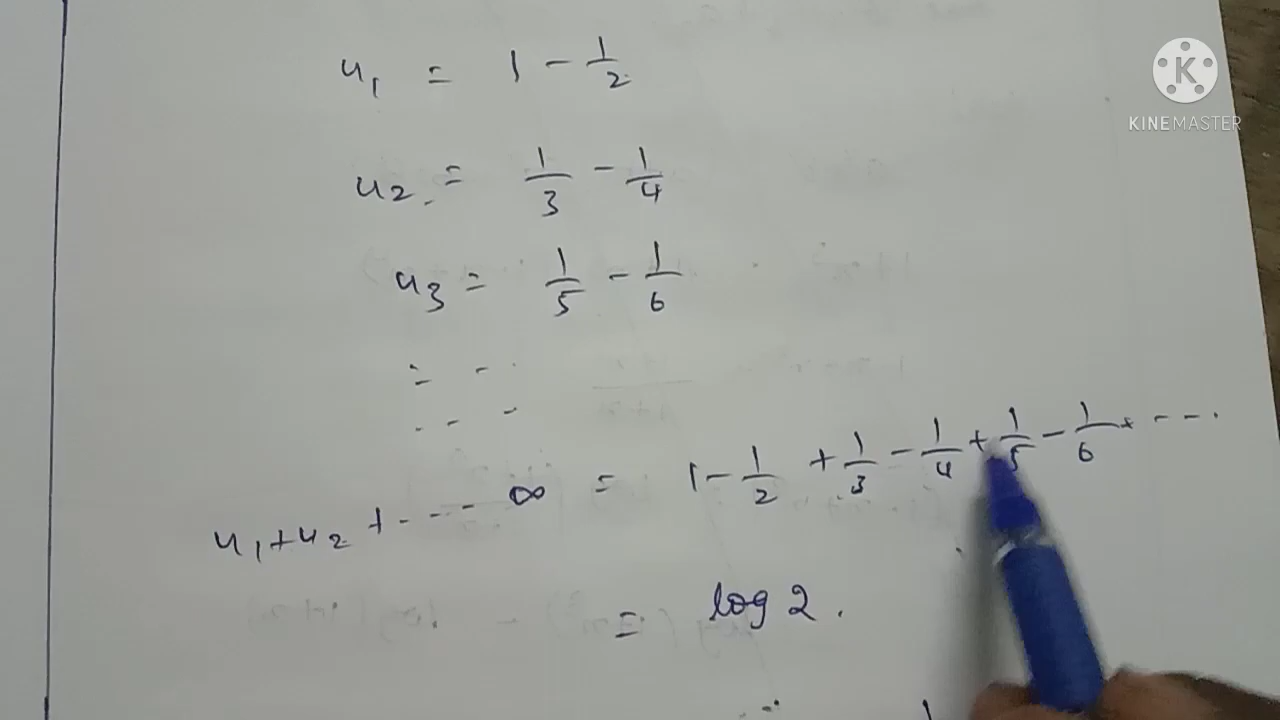 u₁ = 1 - 1/2
KINEMASTER
u₂ = 1/3 - 1/4
u₃ = 1/5 - 1/6
= - -
- - -
u₁ + u₂ + ---- ∞ = 1 - 1/2 + 1/3 - 1/4 + 1/5 - 1/6 + ---.
= log 2.